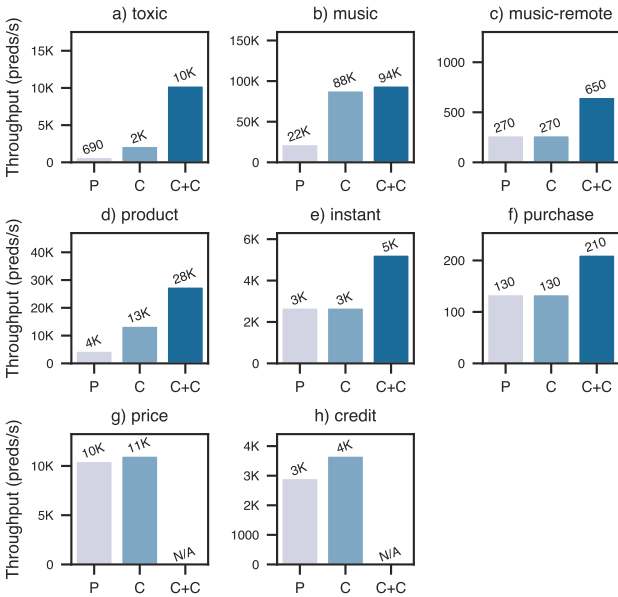 a) toxic
Throughput (preds/s)
15K
10K
5K
0
690
2K
10K
P C C+C
b) music
150K
100K
50K
0
22K
88K
94K
P C C+C
c) music-remote
1000
500
0
270
270
650
P C C+C
d) product
Throughput (preds/s)
40K
30K
20K
10K
0
4K
13K
28K
P C C+C
e) instant
6K
4K
2K
0
3K
3K
5K
P C C+C
f) purchase
200
100
0
130
130
210
P C C+C
g) price
Throughput (preds/s)
10K
5K
0
10K
11K
N/A
P C C+C
h) credit
4K
3K
2K
1000
0
3K
4K
N/A
P C C+C